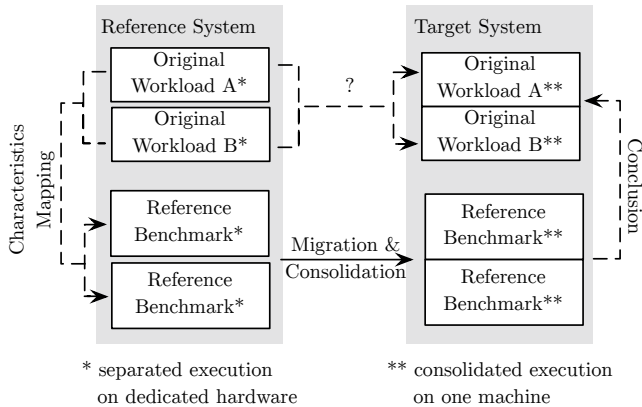 Reference System
Target System
Original
Workload A*
Original
Workload B*
?
Original
Workload A**
Original
Workload B**
Characteristics
Mapping
Reference
Benchmark*
Reference
Benchmark*
Migration &
Consolidation
Reference
Benchmark**
Reference
Benchmark**
Conclusion
* separated execution
on dedicated hardware
** consolidated execution
on one machine